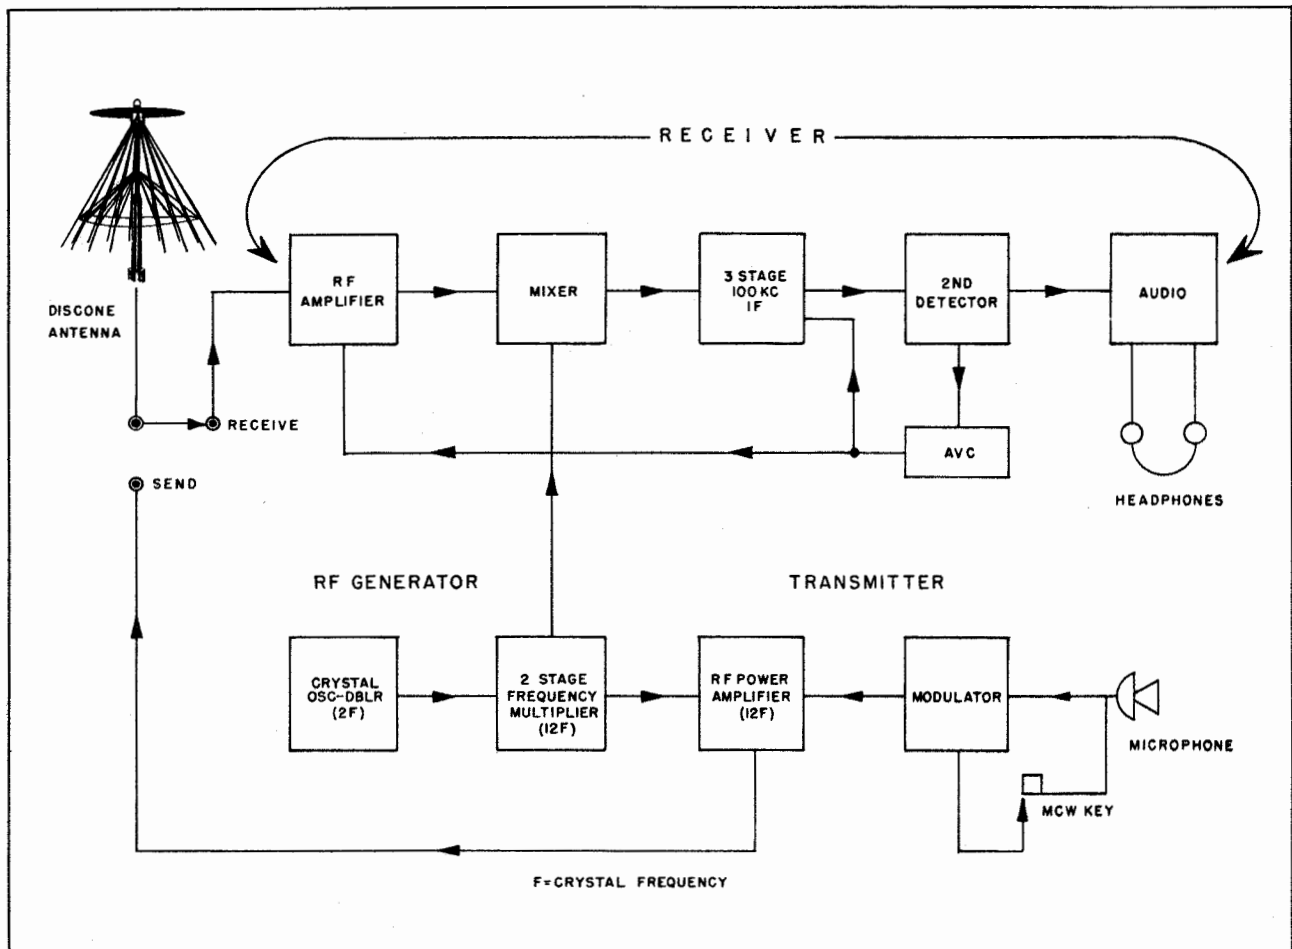 RECEIVER
DISCONE
ANTENNA
RF
AMPLIFIER
MIXER
3 STAGE
100 KC
IF
2ND
DETECTOR
AUDIO
RECEIVE
AVC
SEND
HEADPHONES
RF GENERATOR
TRANSMITTER
CRYSTAL
OSC-DBLR
(2F)
2 STAGE
FREQUENCY
MULTIPLIER
(12F)
RF POWER
AMPLIFIER
(12F)
MODULATOR
MICROPHONE
MCW KEY
F=CRYSTAL FREQUENCY